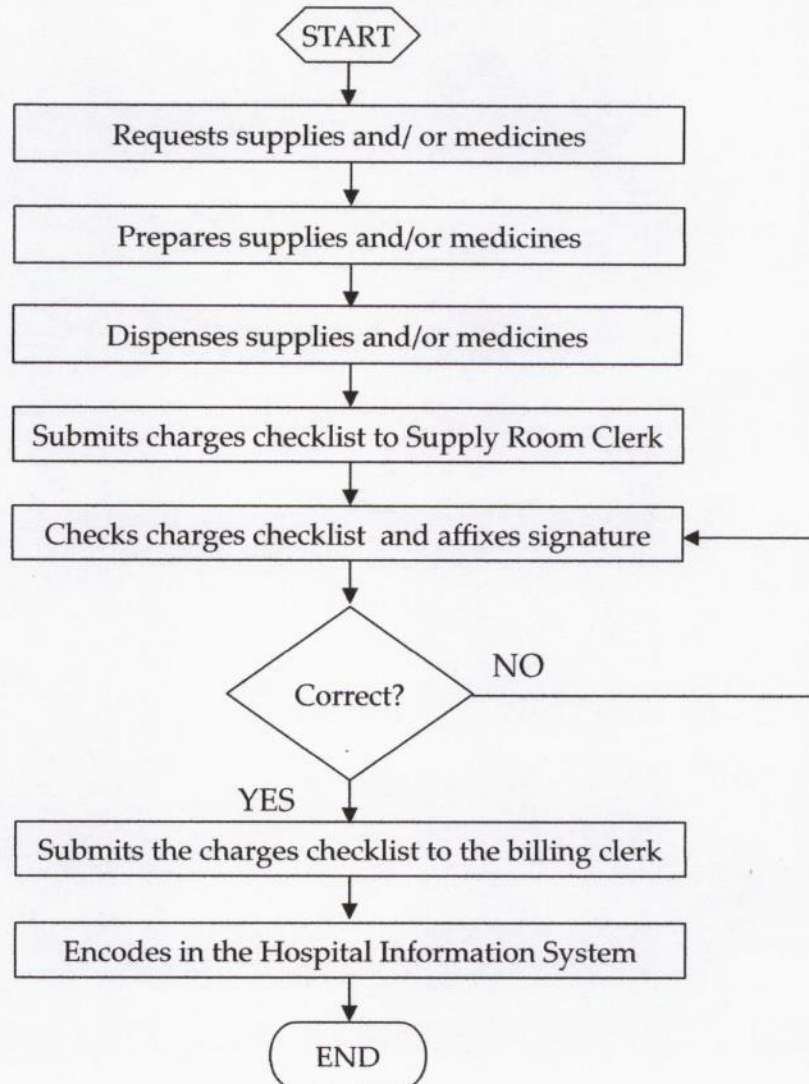 START
Requests supplies and/ or medicines
Prepares supplies and/or medicines
Dispenses supplies and/or medicines
Submits charges checklist to Supply Room Clerk
Checks charges checklist and affixes signature
Correct?
NO
YES
Submits the charges checklist to the billing clerk
Encodes in the Hospital Information System
END